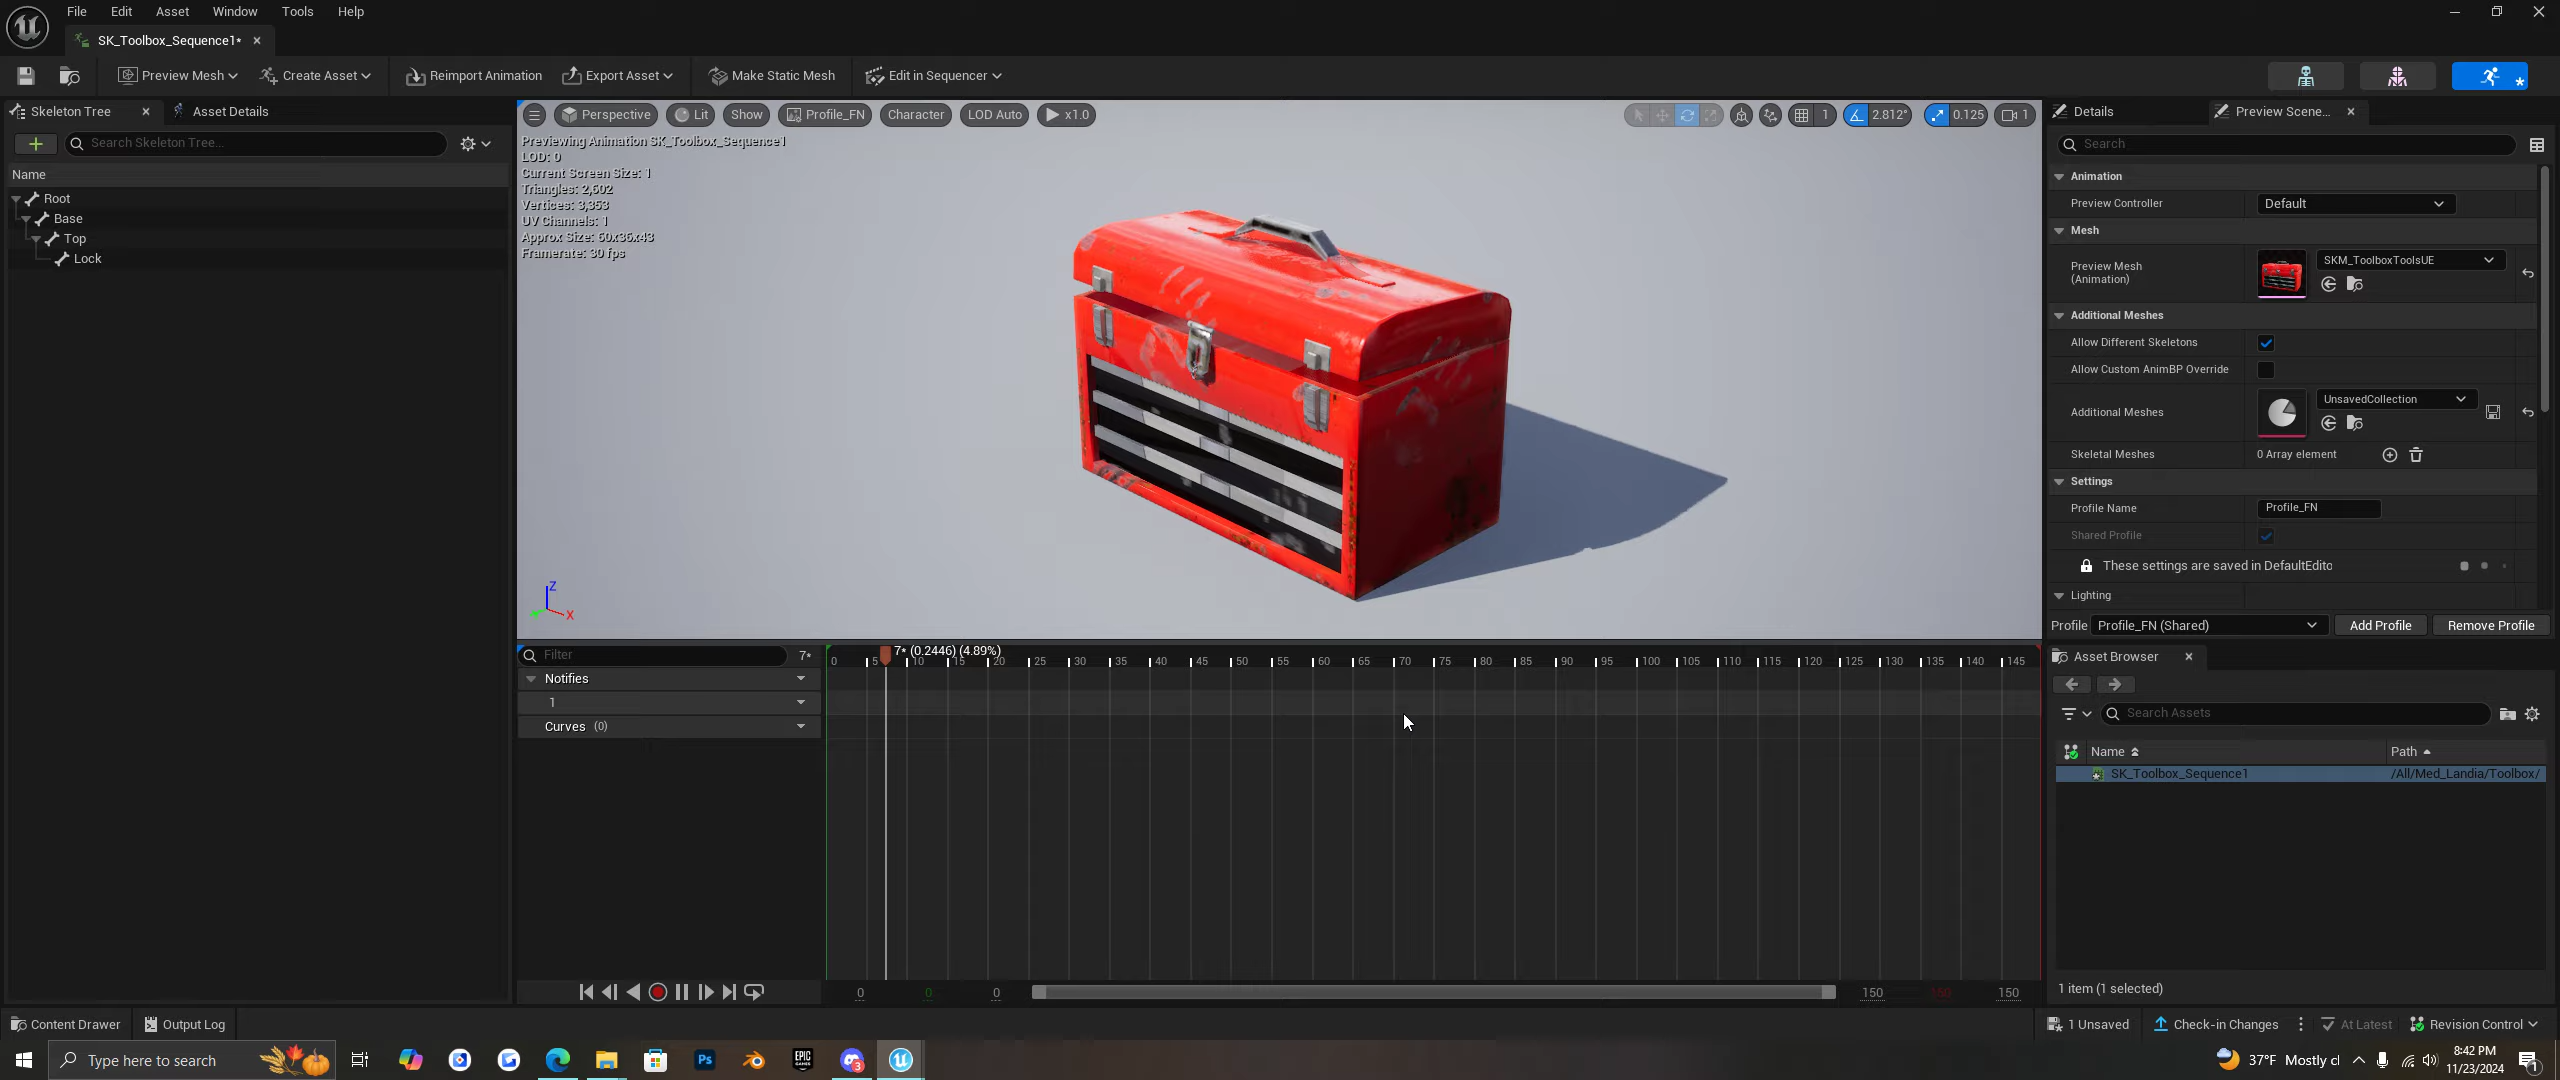 File Edit Asset Window Tools Help
SK_Toolbox_Sequence1*
Preview Mesh Create Asset Reimport Animation Export Asset Make Static Mesh Edit in Sequencer
Skeleton Tree Asset Details
Search Skeleton Tree...
Name
Root
Base
Top
Lock
Perspective Lit Show Profile_FN Character LOD Auto x1.0 1 2.812° 0.125 1
Previewing Animation SK_Toolbox_Sequence1
LOD: 0
Current Screen Size: 1
Triangles: 2,602
Vertices: 3,353
UV Channels: 1
Approx Size: 60x36x43
Framerate: 30 fps
Z
X
Filter 7*
7* (0.2446) (4.89%)
0 5 10 15 20 25 30 35 40 45 50 55 60 65 70 75 80 85 90 95 100 105 110 115 120 125 130 135 140 145
Notifies
1
Curves (0)
0 0 0 150 150 150
Details Preview Scene...
Search
Animation
Preview Controller Default
Mesh
Preview Mesh
(Animation)
SKM_ToolboxToolsUE
Additional Meshes
Allow Different Skeletons
Allow Custom AnimBP Override
Additional Meshes UnsavedCollection
Skeletal Meshes 0 Array element
Settings
Profile Name Profile_FN
Shared Profile
These settings are saved in DefaultEdito
Lighting
Profile Profile_FN (Shared) Add Profile Remove Profile
Asset Browser
Search Assets
Name Path
SK_Toolbox_Sequence1 /All/Med_Landia/Toolbox/
1 item (1 selected)
Content Drawer Output Log 1 Unsaved Check-in Changes At Latest Revision Control
Type here to search
Ps
EPIC
GAMES
3
37°F Mostly cl
8:42 PM
11/23/2024
1